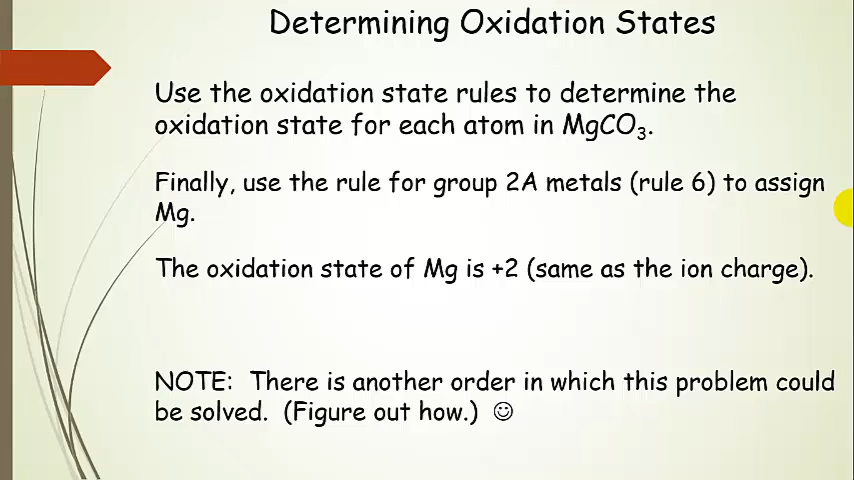 Determining Oxidation States
Use the oxidation state rules to determine the
oxidation state for each atom in MgCO₃.
Finally, use the rule for group 2A metals (rule 6) to assign
Mg.
The oxidation state of Mg is +2 (same as the ion charge).
NOTE:  There is another order in which this problem could
be solved.  (Figure out how.)  ☺